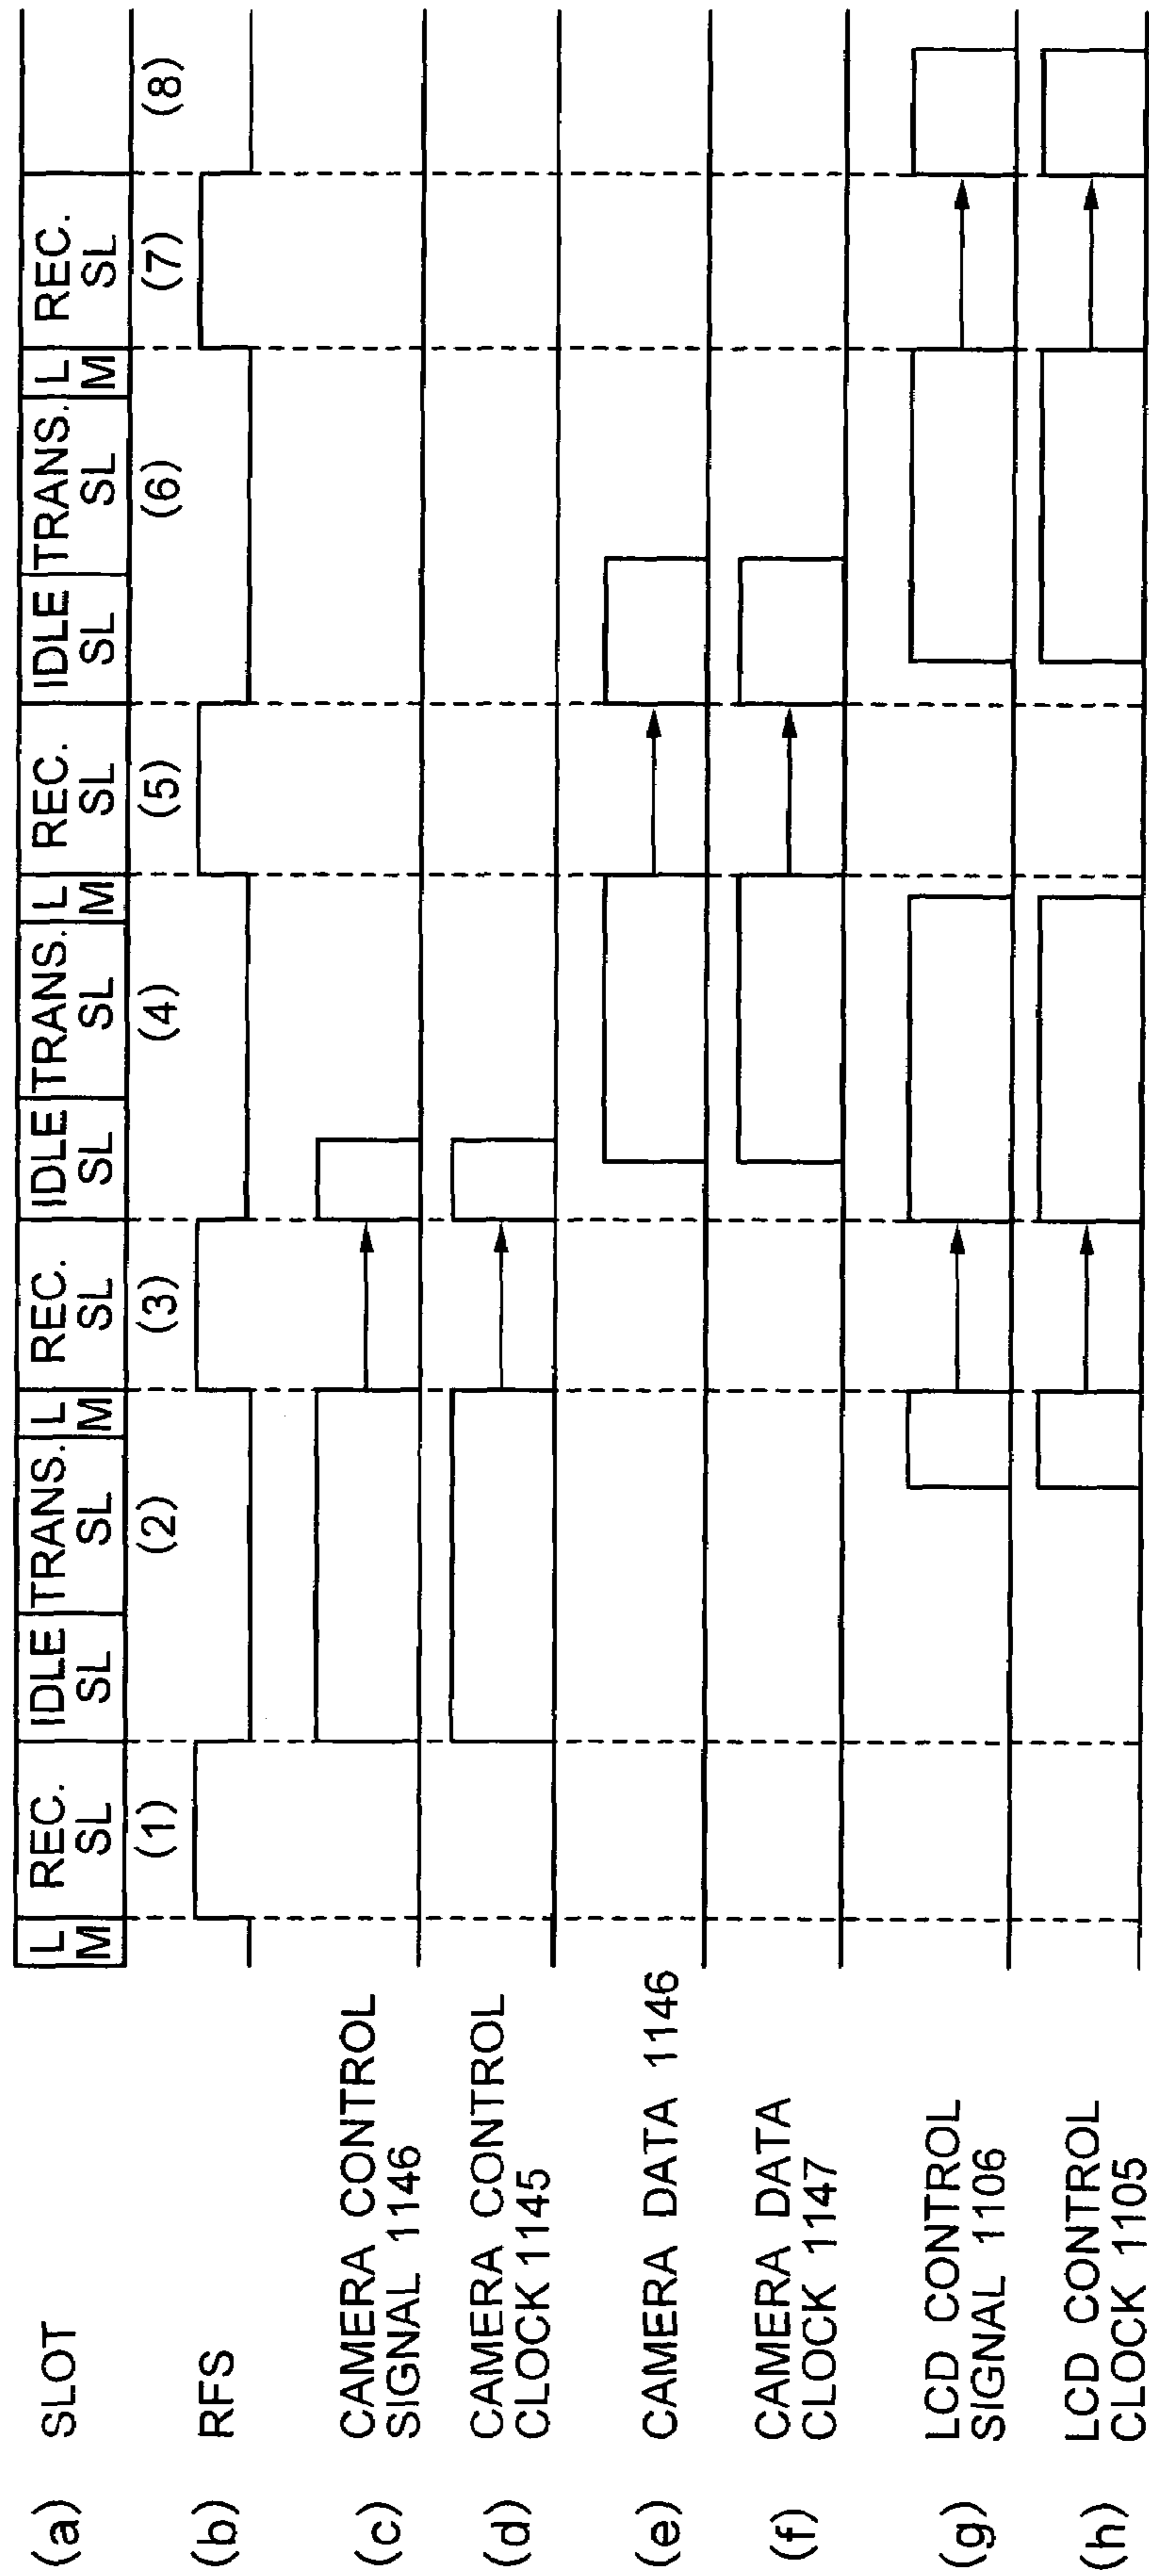 (a) SLOT
L
M
REC.
SL
IDLE
SL
TRANS.
SL
L
M
REC.
SL
IDLE
SL
TRANS.
SL
L
M
REC.
SL
IDLE
SL
TRANS.
SL
L
M
REC.
SL
(1) (2) (3) (4) (5) (6) (7) (8)
(b) RFS
(c) CAMERA CONTROL
SIGNAL 1146
(d) CAMERA CONTROL
CLOCK 1145
(e) CAMERA DATA 1146
(f) CAMERA DATA
CLOCK 1147
(g) LCD CONTROL
SIGNAL 1106
(h) LCD CONTROL
CLOCK 1105